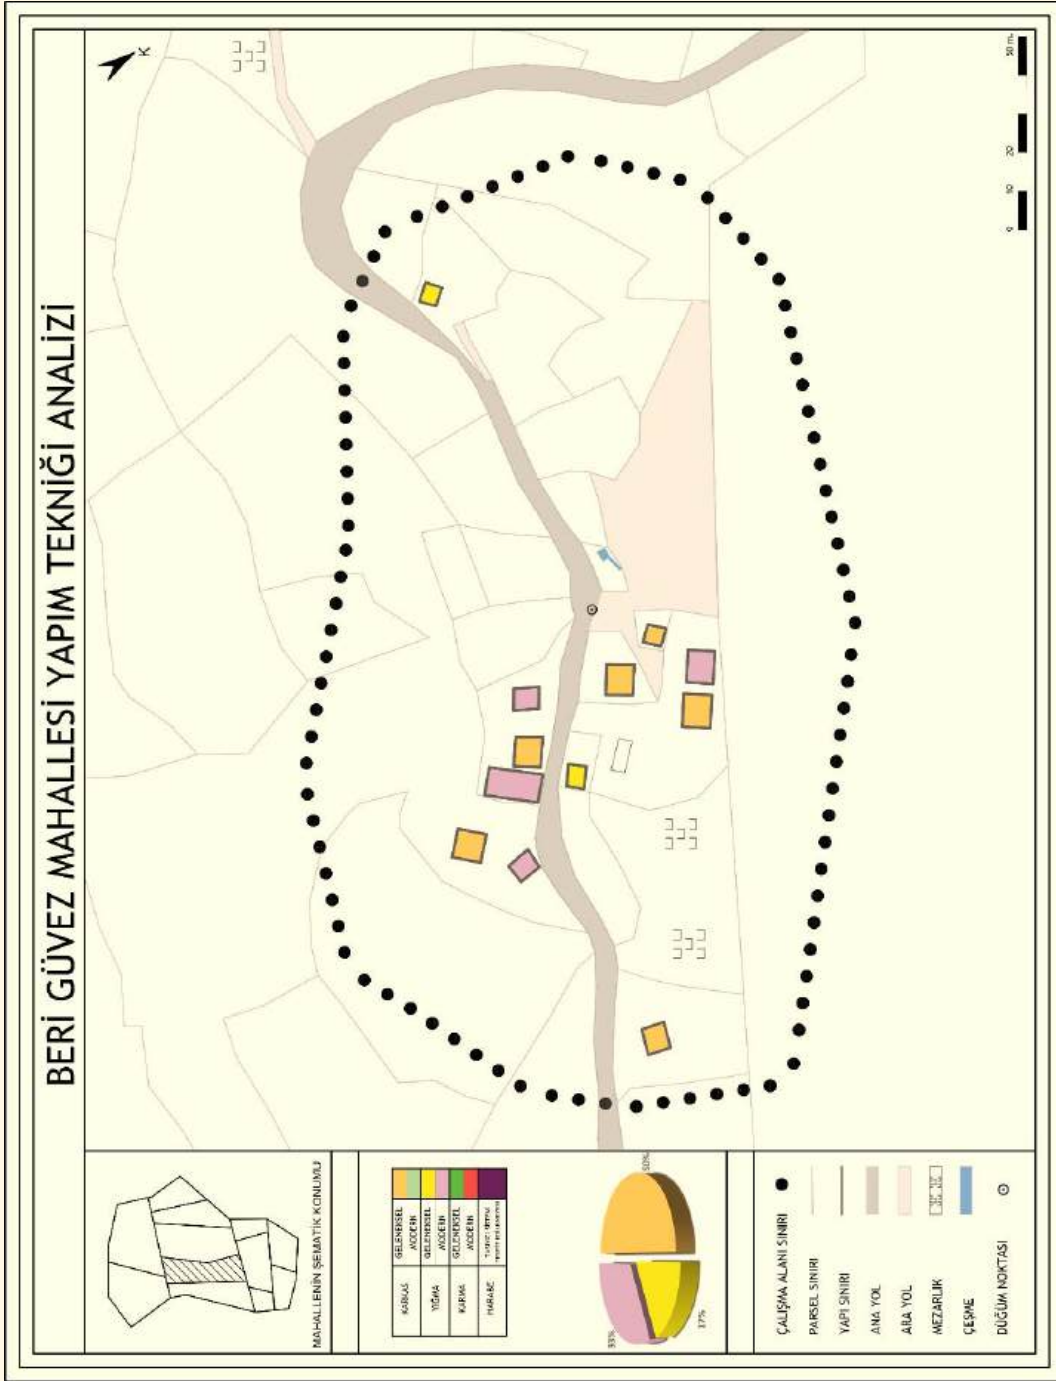 BERİ GÜVEZ MAHALLESİ YAPIM TEKNİĞİ ANALİZİ
K
0 10 20 50 m.
MAHALLENİN ŞEMATİK KONUMU
KARKAS
GELENEKSEL
MODERN
YIĞMA
GELENEKSEL
MODERN
KARMA
GELENEKSEL
MODERN
HARABE
33%
50%
17%
ÇALIŞMA ALANI SINIRI
PARSEL SINIRI
YAPI SINIRI
ANA YOL
ARA YOL
MEZARLIK
ÇEŞME
DÜĞÜM NOKTASI